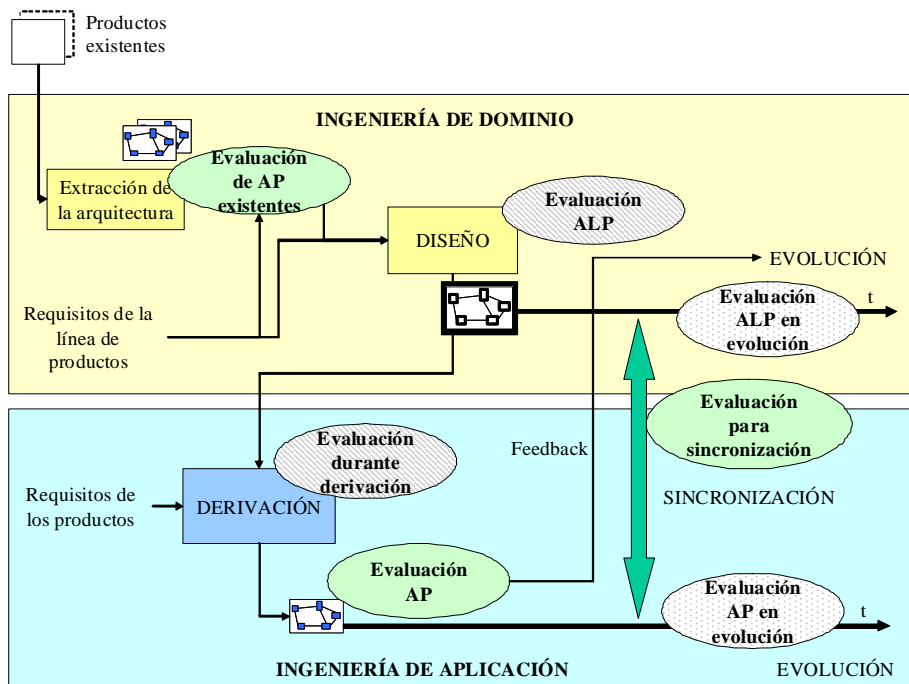 Productos
existentes
INGENIERÍA DE DOMINIO
Extracción de
la arquitectura
Evaluación
de AP
existentes
DISEÑO
Evaluación
ALP
EVOLUCIÓN
Requisitos de la
línea de
productos
Evaluación
ALP en
evolución
t
Evaluación
para
sincronización
Feedback
SINCRONIZACIÓN
Evaluación
durante
derivación
Requisitos de
los productos
DERIVACIÓN
Evaluación
AP
Evaluación
AP en
evolución
t
INGENIERÍA DE APLICACIÓN
EVOLUCIÓN